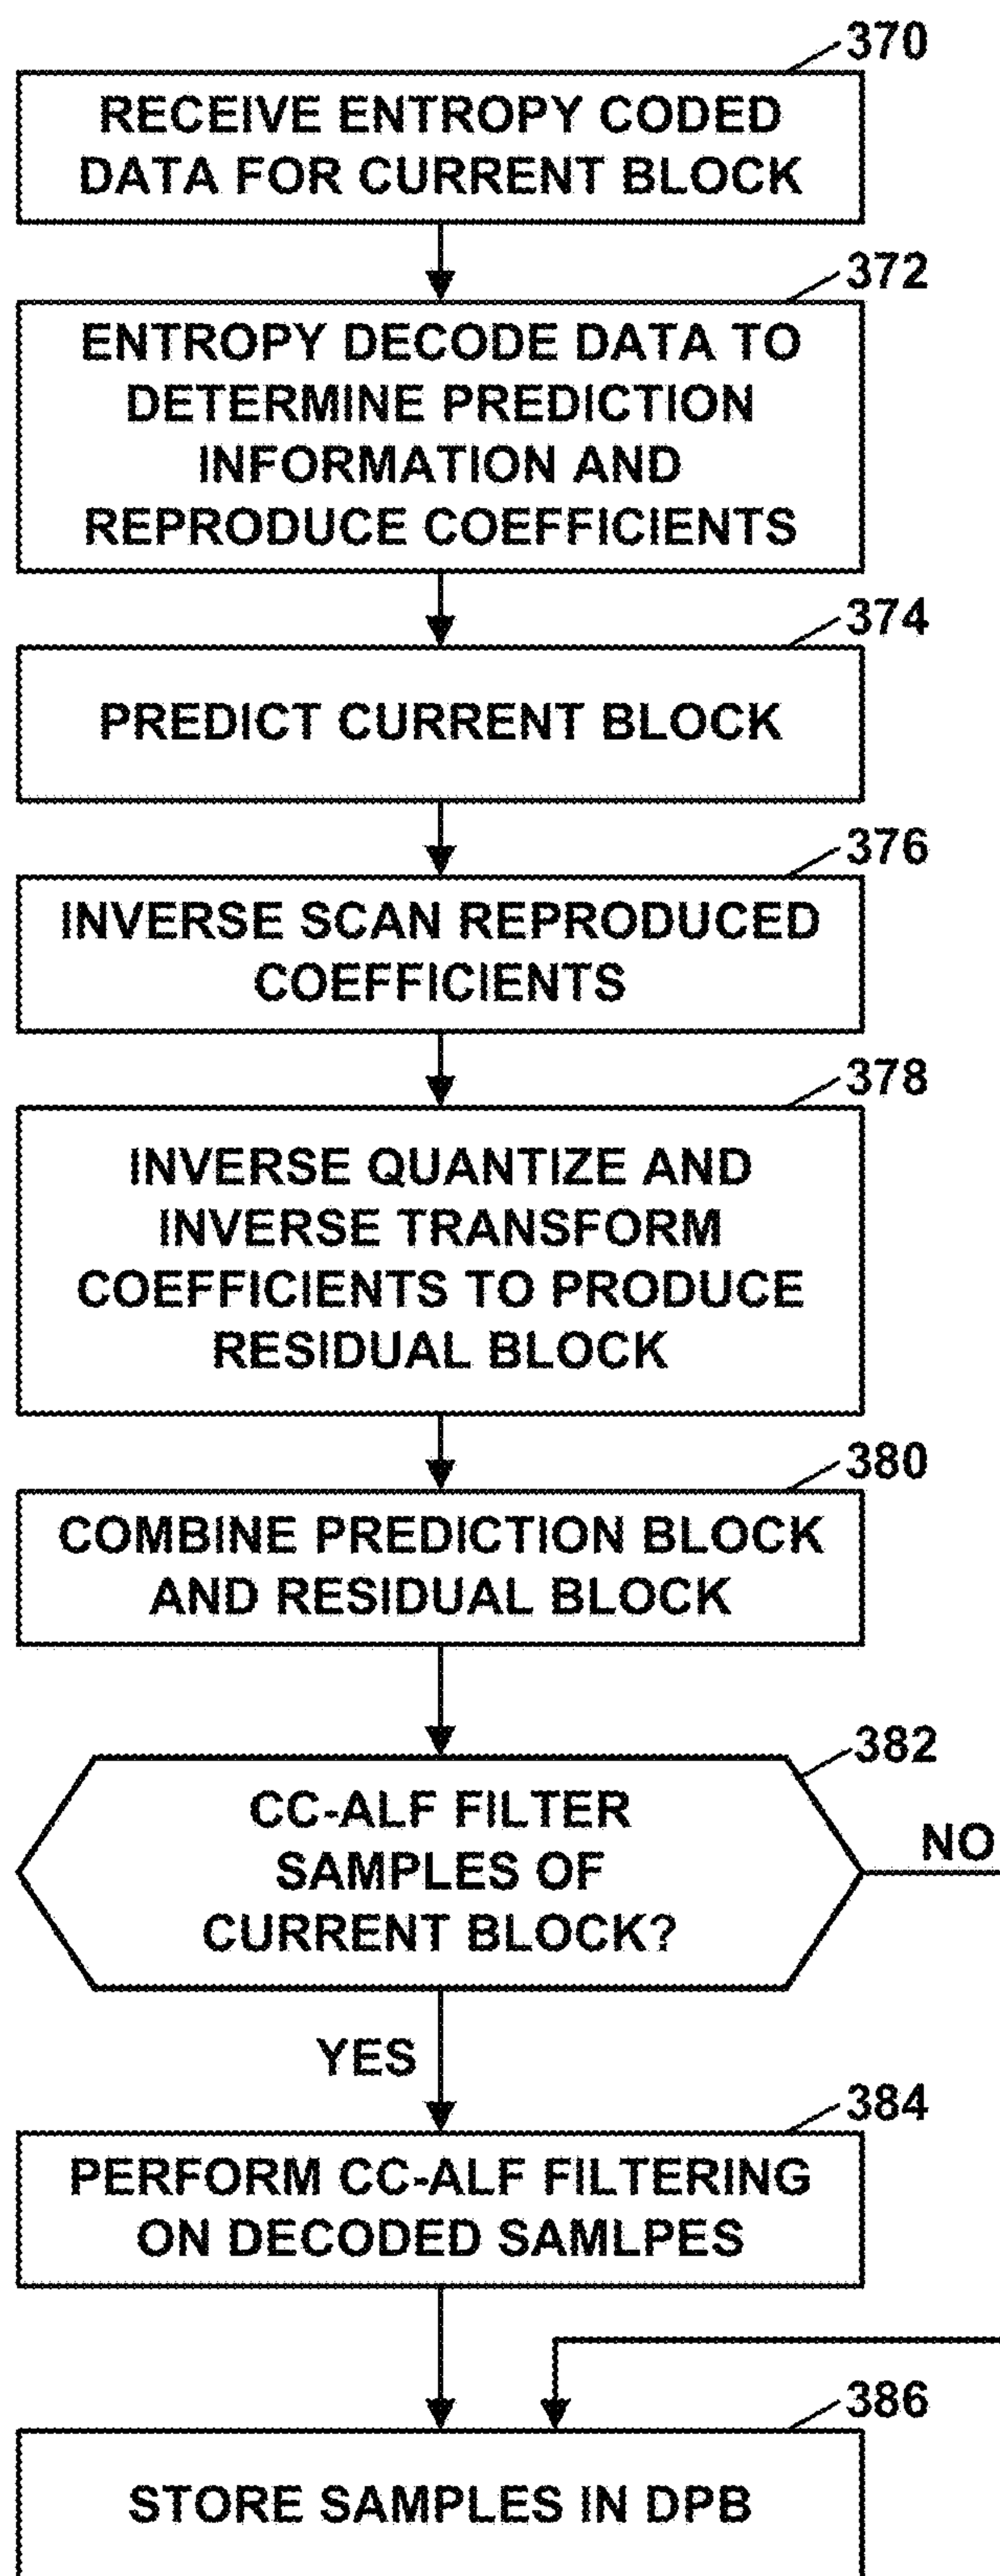 370
RECEIVE ENTROPY CODED
DATA FOR CURRENT BLOCK
372
ENTROPY DECODE DATA TO
DETERMINE PREDICTION
INFORMATION AND
REPRODUCE COEFFICIENTS
374
PREDICT CURRENT BLOCK
376
INVERSE SCAN REPRODUCED
COEFFICIENTS
378
INVERSE QUANTIZE AND
INVERSE TRANSFORM
COEFFICIENTS TO PRODUCE
RESIDUAL BLOCK
380
COMBINE PREDICTION BLOCK
AND RESIDUAL BLOCK
382
CC-ALF FILTER
SAMPLES OF
CURRENT BLOCK?
NO
YES
384
PERFORM CC-ALF FILTERING
ON DECODED SAMLPES
386
STORE SAMPLES IN DPB